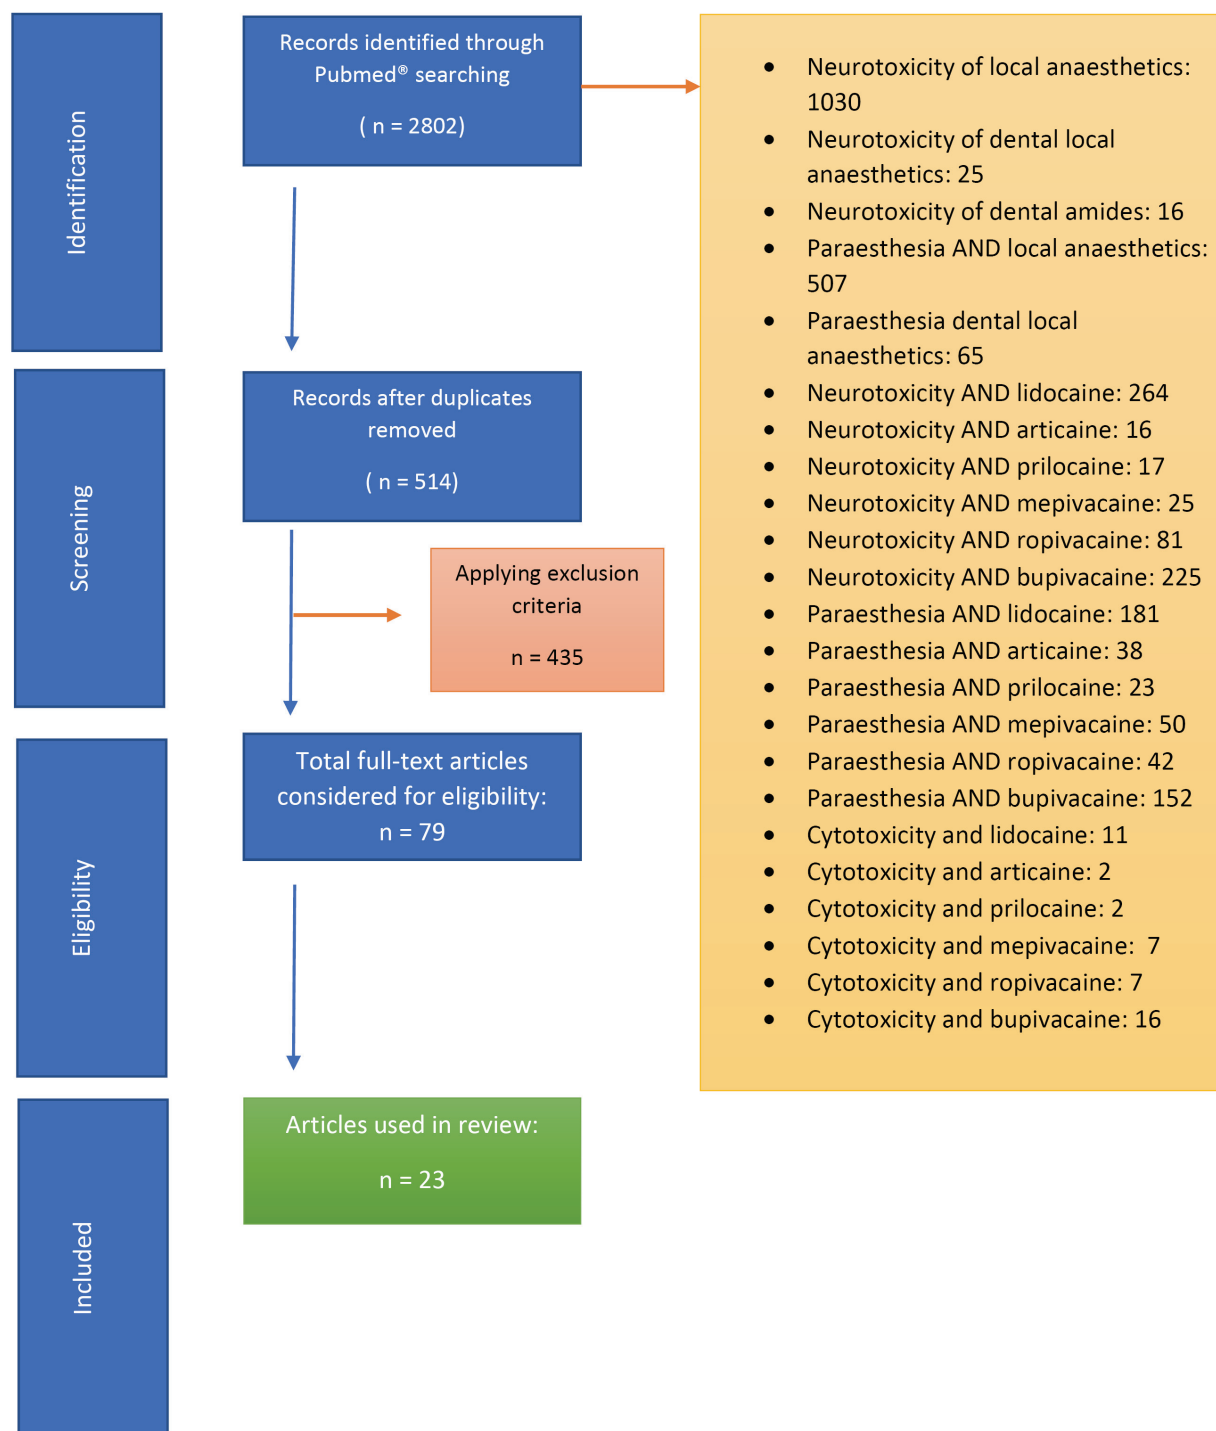 Identification
Records identified through
Pubmed® searching
( n = 2802)
• Neurotoxicity of local anaesthetics:
1030
• Neurotoxicity of dental local
anaesthetics: 25
• Neurotoxicity of dental amides: 16
• Paraesthesia AND local anaesthetics:
507
• Paraesthesia dental local
anaesthetics: 65
• Neurotoxicity AND lidocaine: 264
• Neurotoxicity AND articaine: 16
• Neurotoxicity AND prilocaine: 17
• Neurotoxicity AND mepivacaine: 25
• Neurotoxicity AND ropivacaine: 81
• Neurotoxicity AND bupivacaine: 225
• Paraesthesia AND lidocaine: 181
• Paraesthesia AND articaine: 38
• Paraesthesia AND prilocaine: 23
• Paraesthesia AND mepivacaine: 50
• Paraesthesia AND ropivacaine: 42
• Paraesthesia AND bupivacaine: 152
• Cytotoxicity and lidocaine: 11
• Cytotoxicity and articaine: 2
• Cytotoxicity and prilocaine: 2
• Cytotoxicity and mepivacaine:  7
• Cytotoxicity and ropivacaine: 7
• Cytotoxicity and bupivacaine: 16
Screening
Records after duplicates
removed
( n = 514)
Applying exclusion
criteria
n = 435
Eligibility
Total full-text articles
considered for eligibility:
n = 79
Included
Articles used in review:
n = 23